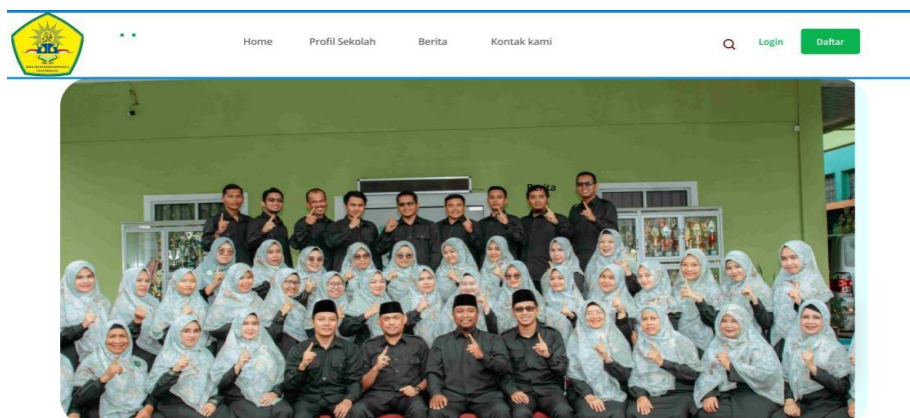 Home
Profil Sekolah
Berita
Kontak kami
Login
Daftar
Berita